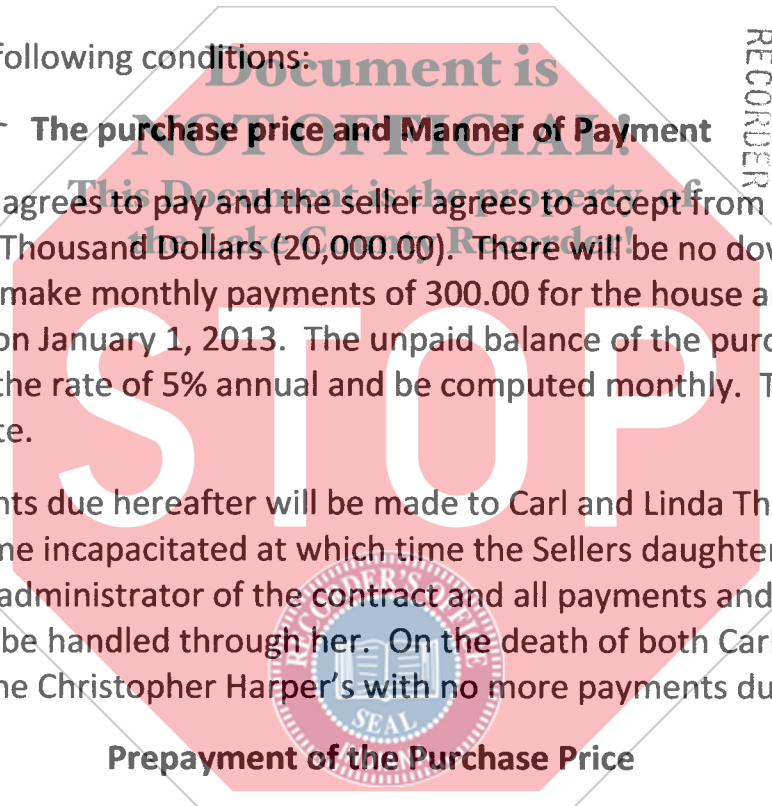 following conditions:
The purchase price and Manner of Payment
agrees to pay and the seller agrees to accept from
Thousand Dollars (20,000.00). There will be no dow
make monthly payments of 300.00 for the house a
on January 1, 2013. The unpaid balance of the purc
the rate of 5% annual and be computed monthly. T
te.
nts due hereafter will be made to Carl and Linda Th
me incapacitated at which time the Sellers daughter
administrator of the contract and all payments and
be handled through her. On the death of both Car
ne Christopher Harper's with no more payments du
Prepayment of the Purchase Price
RECORDER
Document is
NOT OFFICIAL!
This Document is the property of
the Lake County Recorder!
STOP
RECORDER'S OFFICE
SEAL